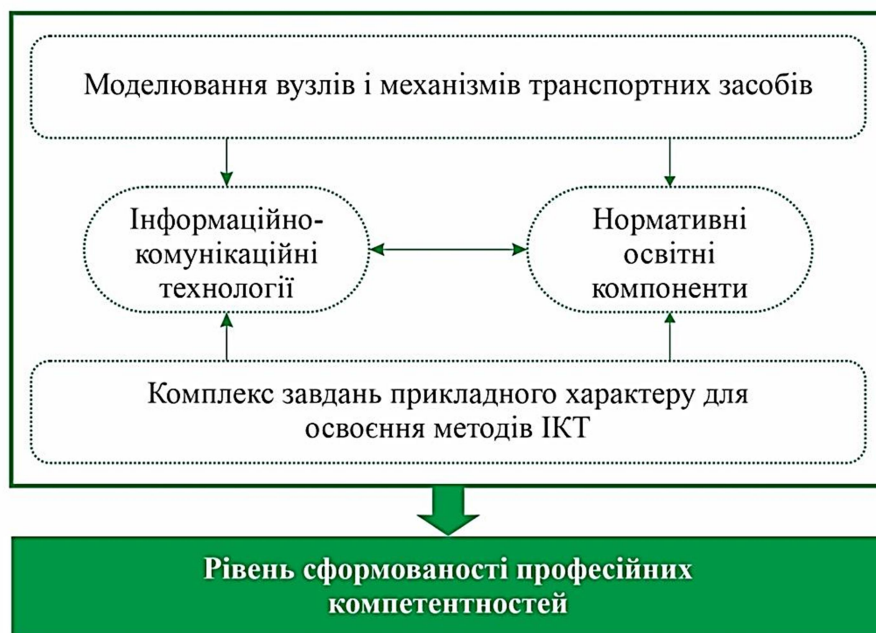 Моделювання вузлів і механізмів транспортних засобів
Інформаційно-
комунікаційні
технології
Нормативні
освітні
компоненти
Комплекс завдань прикладного характеру для
освоєння методів ІКТ
Рівень сформованості професійних
компетентностей